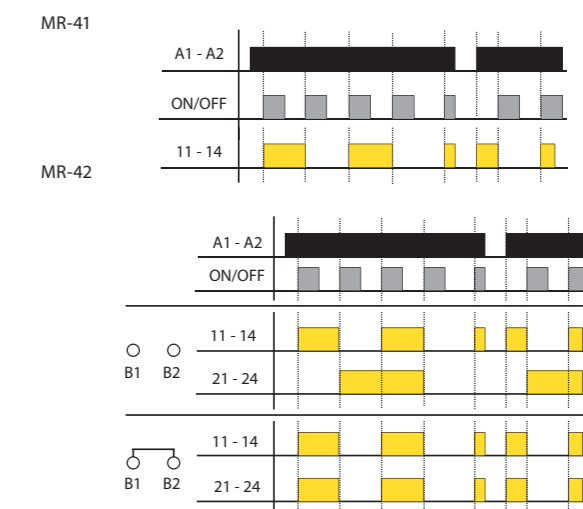 MR-41
A1 - A2
ON/OFF
11 - 14
MR-42
A1 - A2
ON/OFF
11 - 14
B1 B2
21 - 24
11 - 14
B1 B2
21 - 24